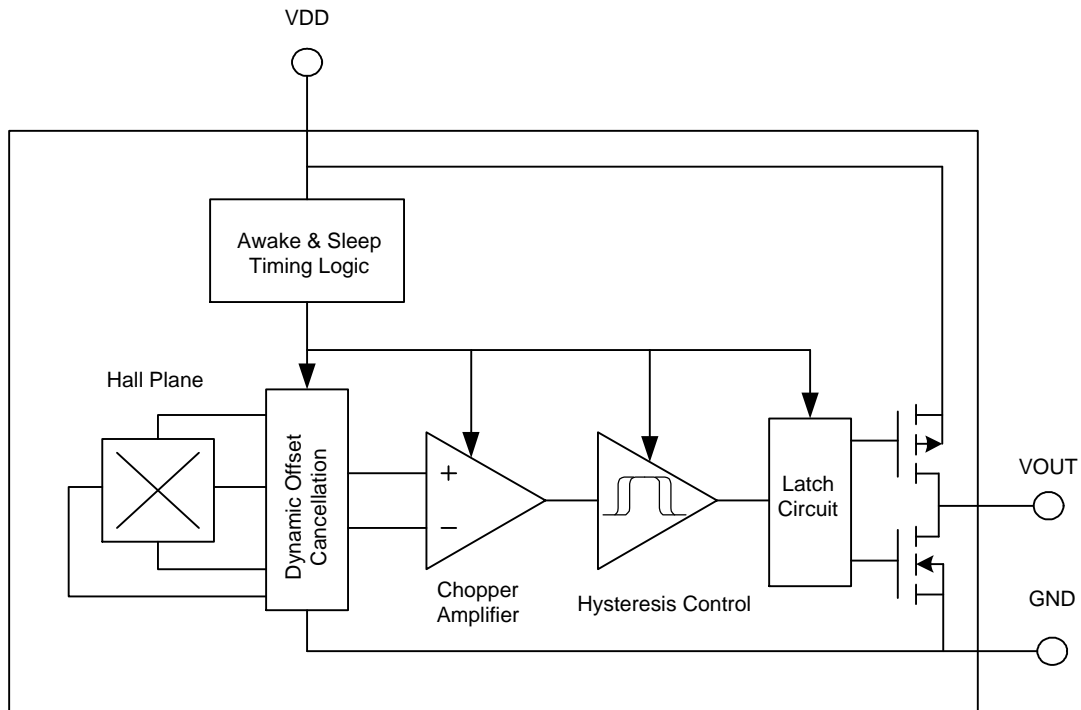 VDD
Awake & Sleep
Timing Logic
Hall Plane
Dynamic Offset
Cancellation
+
−
Chopper
Amplifier
Hysteresis Control
Latch
Circuit
VOUT
GND